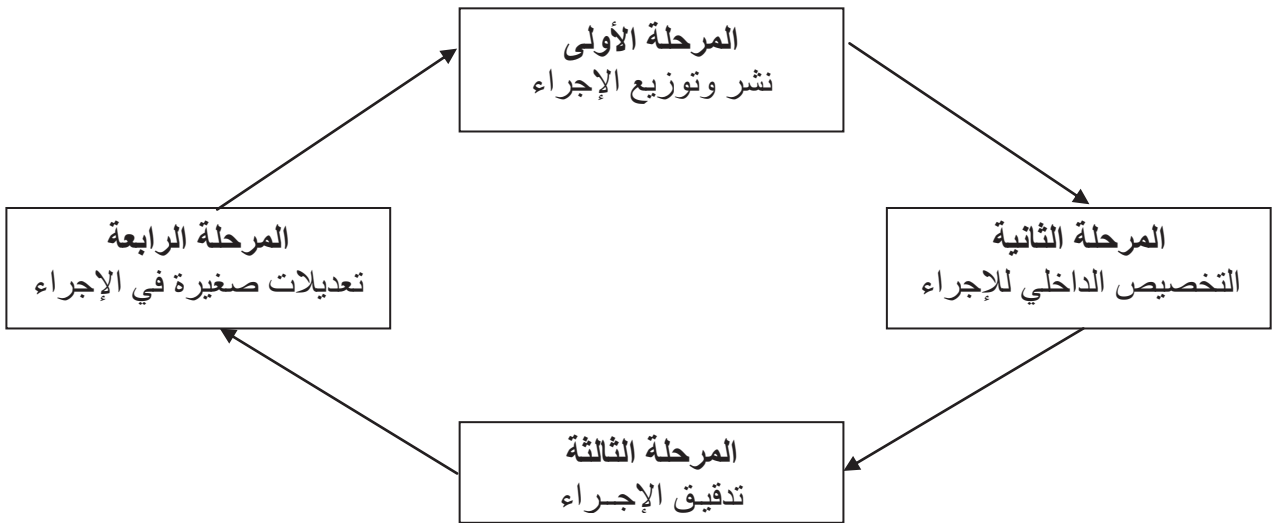 المرحلة الأولى
نشر وتوزيع الإجراء
المرحلة الثانية
التخصيص الداخلي للإجراء
المرحلة الثالثة
تدقيق الإجــراء
المرحلة الرابعة
تعديلات صغيرة في الإجراء